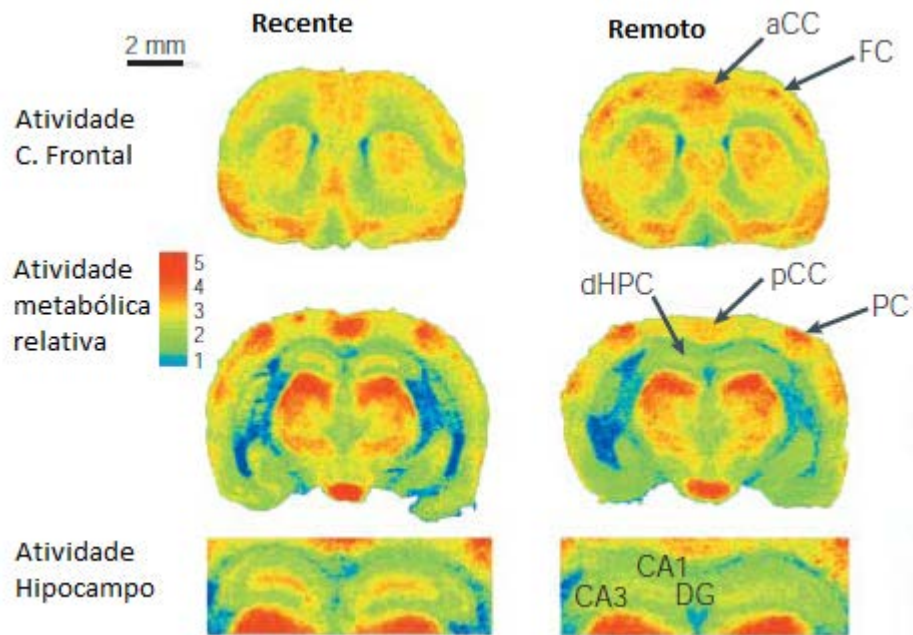 Recente
Remoto
2 mm
aCC
FC
Atividade
C. Frontal
Atividade
metabólica
relativa
5
4
3
2
1
dHPC
pCC
PC
Atividade
Hipocampo
CA1
CA3
DG